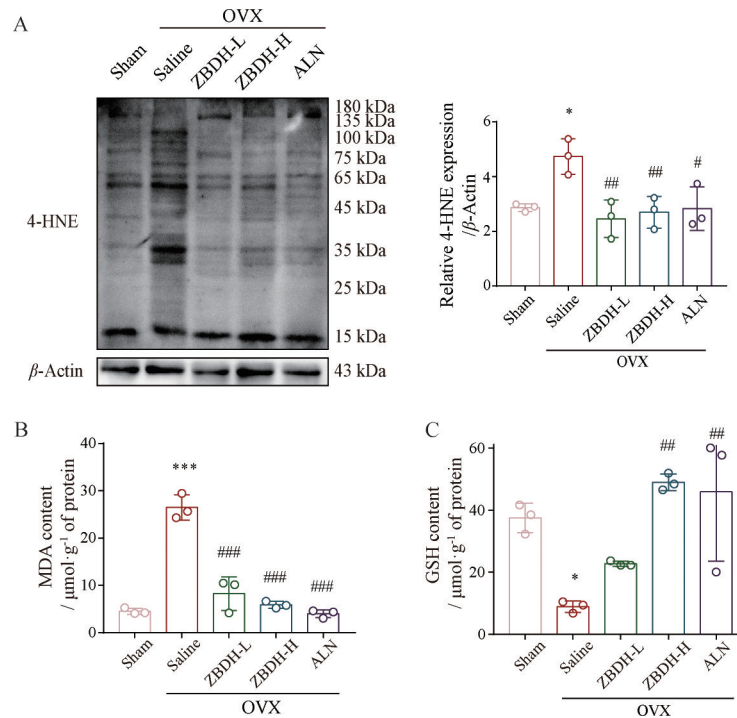 A
OVX
Sham
Saline
ZBDH-L
ZBDH-H
ALN
4-HNE
180 kDa
135 kDa
100 kDa
75 kDa
65 kDa
45 kDa
35 kDa
25 kDa
15 kDa
β-Actin
43 kDa
Relative 4-HNE expression
/β-Actin
6
4
2
0
*
##
##
#
Sham
Saline
ZBDH-L
ZBDH-H
ALN
OVX
B
MDA content
/ μmol·g-1 of protein
40
30
20
10
0
***
###
###
###
Sham
Saline
ZBDH-L
ZBDH-H
ALN
OVX
C
GSH content
/ μmol·g-1 of protein
60
40
20
0
*
##
##
Sham
Saline
ZBDH-L
ZBDH-H
ALN
OVX